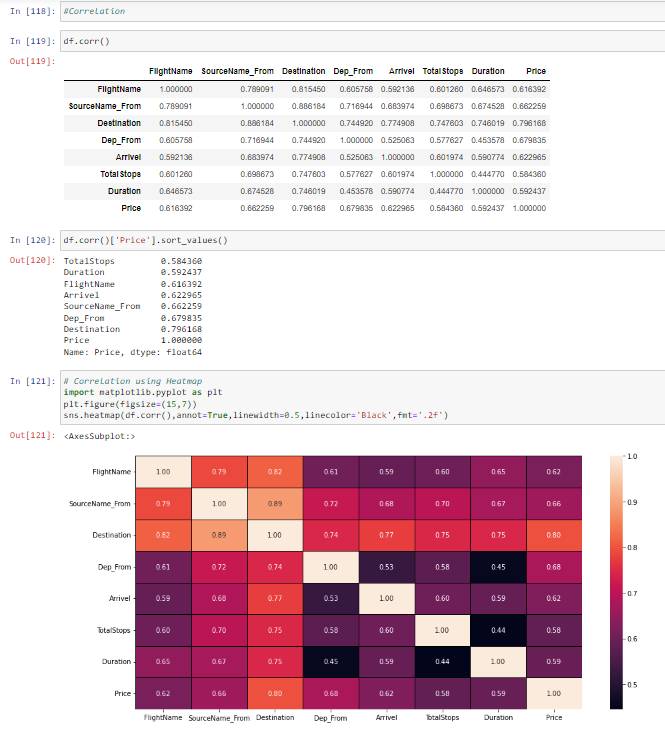 In [118]: #Correlation
In [119]: df.corr()
Out[119]:
FlightName SourceName_From Destination Dep_From Arrivel TotalStops Duration Price
FlightName 1.000000 0.789091 0.815450 0.605758 0.592136 0.601260 0.646573 0.616392
SourceName_From 0.789091 1.000000 0.886184 0.716944 0.683974 0.698673 0.674528 0.662259
Destination 0.815450 0.886184 1.000000 0.744920 0.774908 0.747603 0.746019 0.796168
Dep_From 0.605758 0.716944 0.744920 1.000000 0.525063 0.577627 0.453578 0.679835
Arrivel 0.592136 0.683974 0.774908 0.525063 1.000000 0.601974 0.590774 0.622965
TotalStops 0.601260 0.698673 0.747603 0.577627 0.601974 1.000000 0.444770 0.584360
Duration 0.646573 0.674528 0.746019 0.453578 0.590774 0.444770 1.000000 0.592437
Price 0.616392 0.662259 0.796168 0.679835 0.622965 0.584360 0.592437 1.000000
In [120]: df.corr()['Price'].sort_values()
Out[120]: TotalStops 0.584360
Duration 0.592437
FlightName 0.616392
Arrivel 0.622965
SourceName_From 0.662259
Dep_From 0.679835
Destination 0.796168
Price 1.000000
Name: Price, dtype: float64
In [121]: # Correlation using Heatmap
import matplotlib.pyplot as plt
plt.figure(figsize=(15,7))
sns.heatmap(df.corr(),annot=True,linewidth=0.5,linecolor='Black',fmt='.2f')
Out[121]: <AxesSubplot:>
FlightName 1.00 0.79 0.82 0.61 0.59 0.60 0.65 0.62
SourceName_From 0.79 1.00 0.89 0.72 0.68 0.70 0.67 0.66
Destination 0.82 0.89 1.00 0.74 0.77 0.75 0.75 0.80
Dep_From 0.61 0.72 0.74 1.00 0.53 0.58 0.45 0.68
Arrivel 0.59 0.68 0.77 0.53 1.00 0.60 0.59 0.62
TotalStops 0.60 0.70 0.75 0.58 0.60 1.00 0.44 0.58
Duration 0.65 0.67 0.75 0.45 0.59 0.44 1.00 0.59
Price 0.62 0.66 0.80 0.68 0.62 0.58 0.59 1.00
FlightName SourceName_From Destination Dep_From Arrivel TotalStops Duration Price
1.0
0.9
0.8
0.7
0.6
0.5